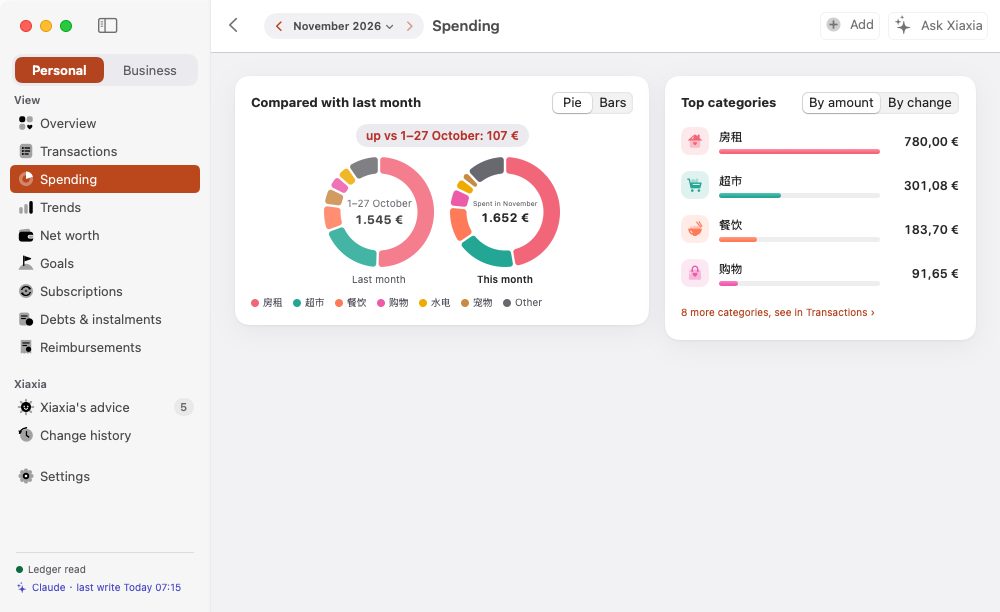 November 2026
Spending
Add
Ask Xiaxia
Personal
Business
View
Overview
Transactions
Spending
Trends
Net worth
Goals
Subscriptions
Debts & instalments
Reimbursements
Xiaxia
Xiaxia's advice
5
Change history
Settings
Ledger read
Claude · last write Today 07:15
Compared with last month
Pie
Bars
up vs 1–27 October: 107 €
1–27 October
1.545 €
Last month
Spent in November
1.652 €
This month
房租
超市
餐饮
购物
水电
宠物
Other
Top categories
By amount
By change
房租
780,00 €
超市
301,08 €
餐饮
183,70 €
购物
91,65 €
8 more categories, see in Transactions ›